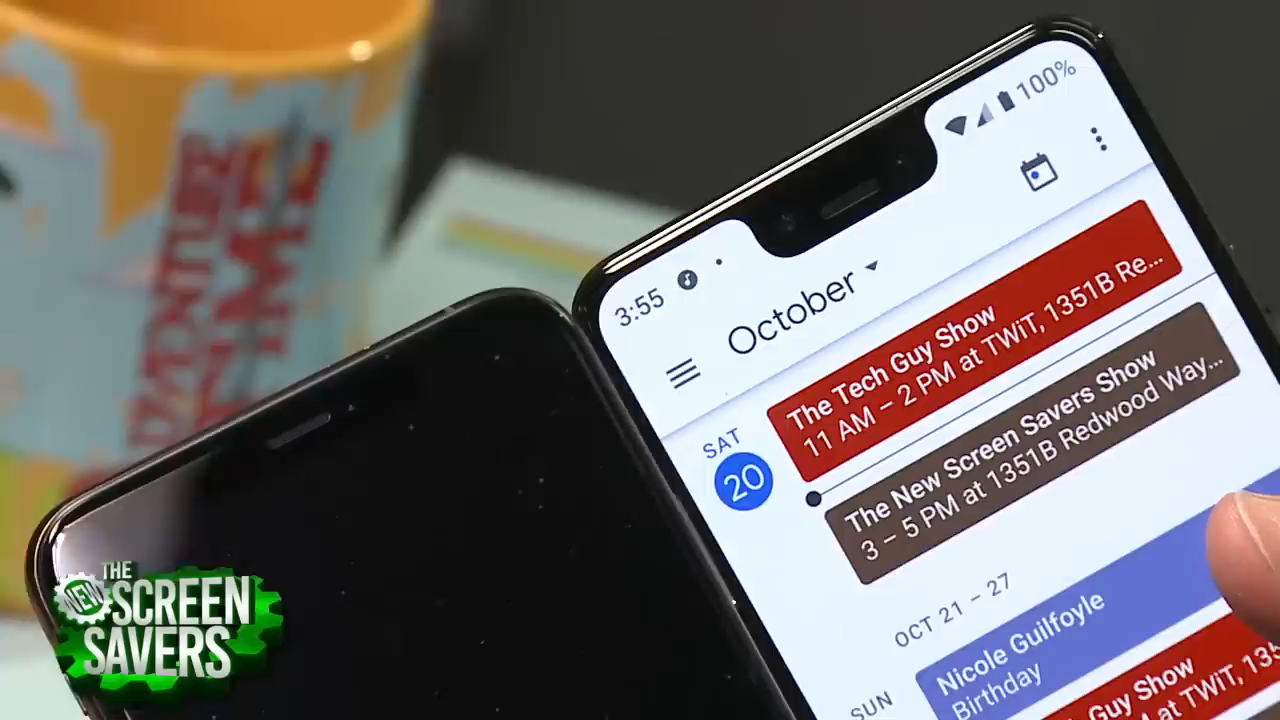 100%
3:55
October
The Tech Guy Show
11 AM – 2 PM at TWiT, 1351B Re...
SAT
20
The New Screen Savers Show
3 – 5 PM at 1351B Redwood Way...
OCT 21 – 27
Nicole Guilfoyle
Birthday
SUN
Guy Show
at TWiT, 135
THE
NEW
SCREEN
SAVERS